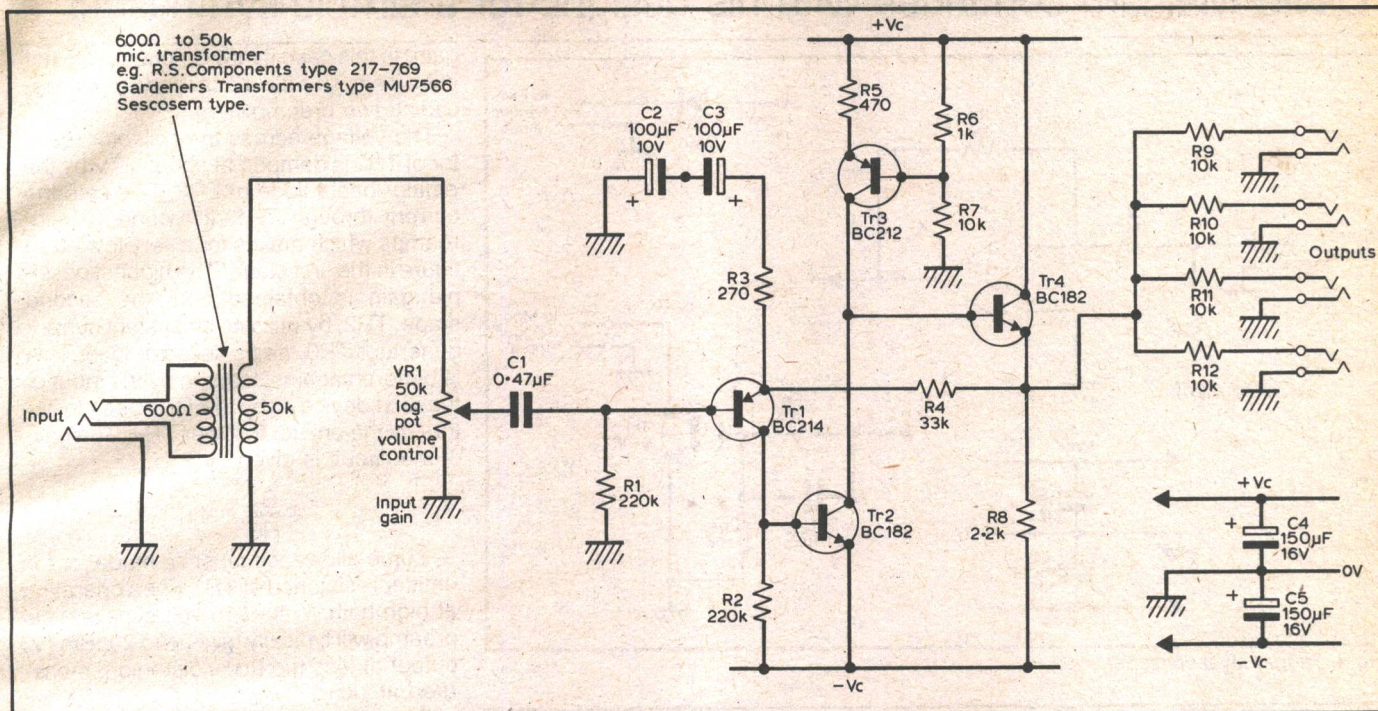 600Ω to 50k
mic. transformer
e.g. R.S.Components type 217-769
Gardeners Transformers type MU7566
Sescosem type.
Input
600Ω
50k
VR1
50k
log.
pot
volume
control
Input
gain
C1
0·47μF
R1
220k
C2
100μF
10V
+
C3
100μF
10V
+
R3
270
Tr1
BC214
R2
220k
Tr2
BC182
+Vc
R5
470
R6
1k
Tr3
BC212
R7
10k
Tr4
BC182
R4
33k
R8
2·2k
-Vc
R9
10k
R10
10k
R11
10k
R12
10k
Outputs
+Vc
+
C4
150μF
16V
0V
+
C5
150μF
16V
-Vc